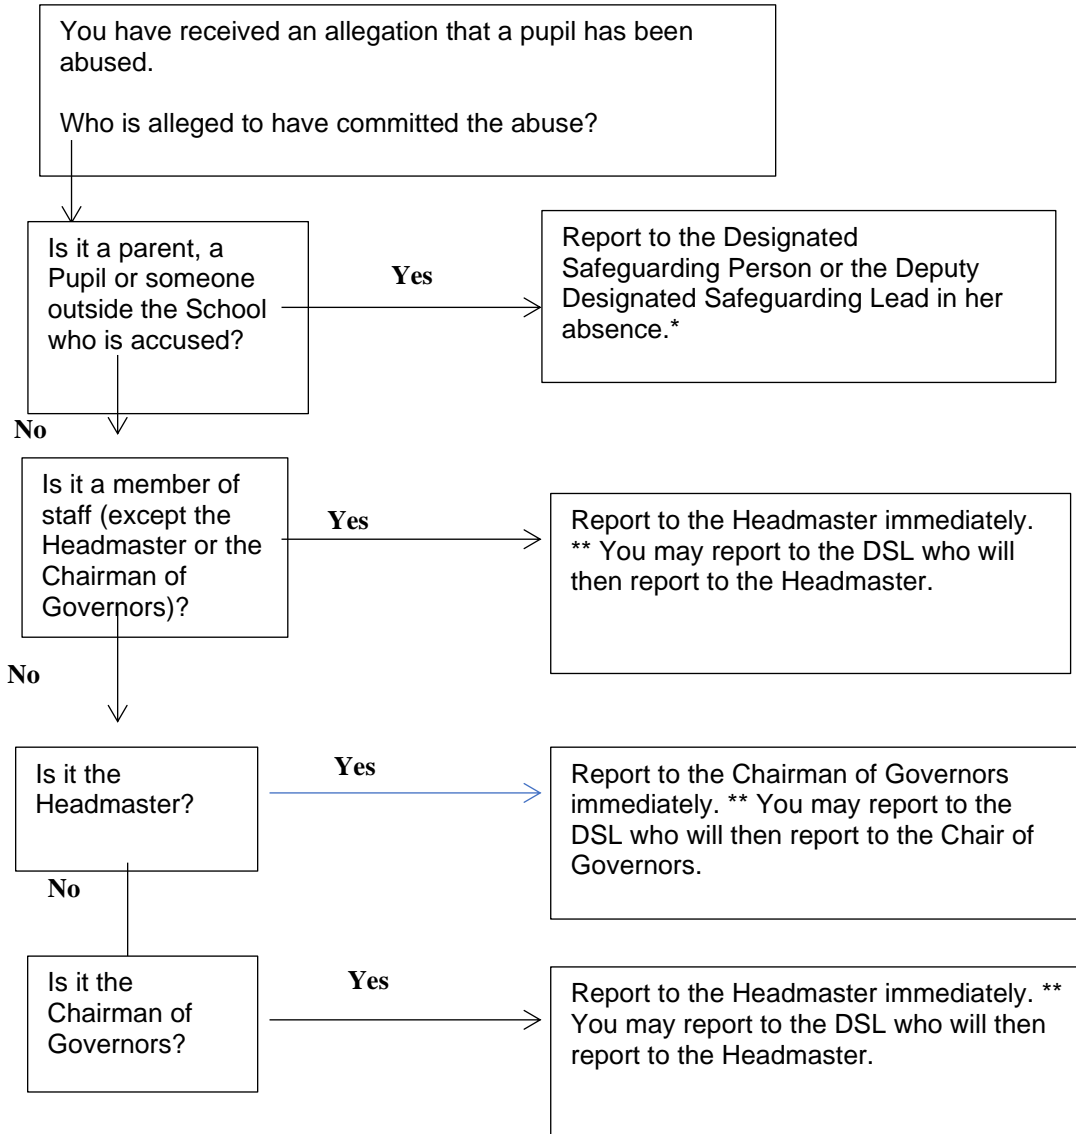 You have received an allegation that a pupil has been
abused.
Who is alleged to have committed the abuse?
Is it a parent, a
Pupil or someone
outside the School
who is accused?
Yes
Report to the Designated
Safeguarding Person or the Deputy
Designated Safeguarding Lead in her
absence.*
No
Is it a member of
staff (except the
Headmaster or the
Chairman of
Governors)?
Yes
Report to the Headmaster immediately.
** You may report to the DSL who will
then report to the Headmaster.
No
Is it the
Headmaster?
Yes
Report to the Chairman of Governors
immediately. ** You may report to the
DSL who will then report to the Chair of
Governors.
No
Is it the
Chairman of
Governors?
Yes
Report to the Headmaster immediately. **
You may report to the DSL who will then
report to the Headmaster.